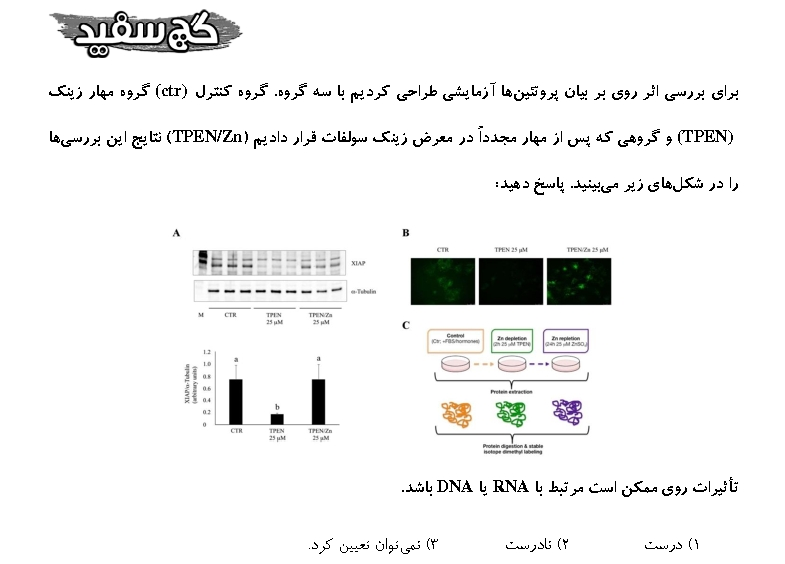 گچ سفید
برای بررسی اثر روی بر بیان پروتئین‌ها آزمایشی طراحی کردیم با سه گروه. گروه کنترل (ctr) گروه مهار زینک
(TPEN) و گروهی که پس از مهار مجدداً در معرض زینک سولفات قرار دادیم (TPEN/Zn) نتایج این بررسی‌ها
را در شکل‌های زیر می‌بینید. پاسخ دهید:
A
XIAP
α-Tubulin
M CTR TPEN 25 μM TPEN/Zn 25 μM
XIAP/α-Tubulin
(arbitrary units)
1.2
1.0
0.8
0.6
0.4
0.2
0
a b a
CTR TPEN 25 μM TPEN/Zn 25 μM
B
CTR TPEN 25 μM TPEN/Zn 25 μM
C
Control
(Ctr; +FBS/hormones)
Zn depletion
(2h 25 μM TPEN)
Zn repletion
(24h 25 μM ZnSO4)
Protein extraction
Protein digestion & stable
isotope dimethyl labeling
تأثیرات روی ممکن است مرتبط با RNA یا DNA باشد.
۱) درست ۲) نادرست ۳) نمی‌توان تعیین کرد.